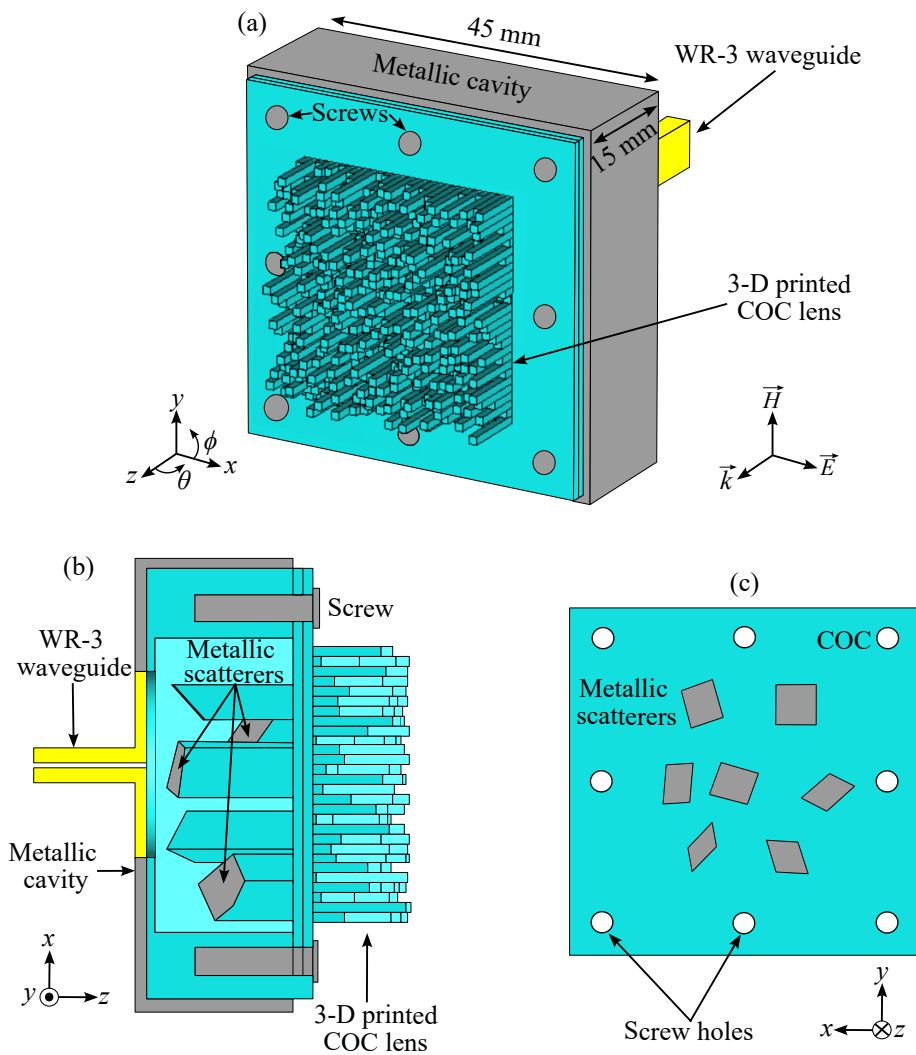 (a)
45 mm
WR-3 waveguide
Metallic cavity
Screws
15 mm
3-D printed
COC lens
y
ϕ
z
θ
x
H
k
E
(b)
WR-3
waveguide
Metallic
scatterers
Screw
Metallic
cavity
x
y
z
3-D printed
COC lens
(c)
COC
Metallic
scatterers
Screw holes
y
x
z